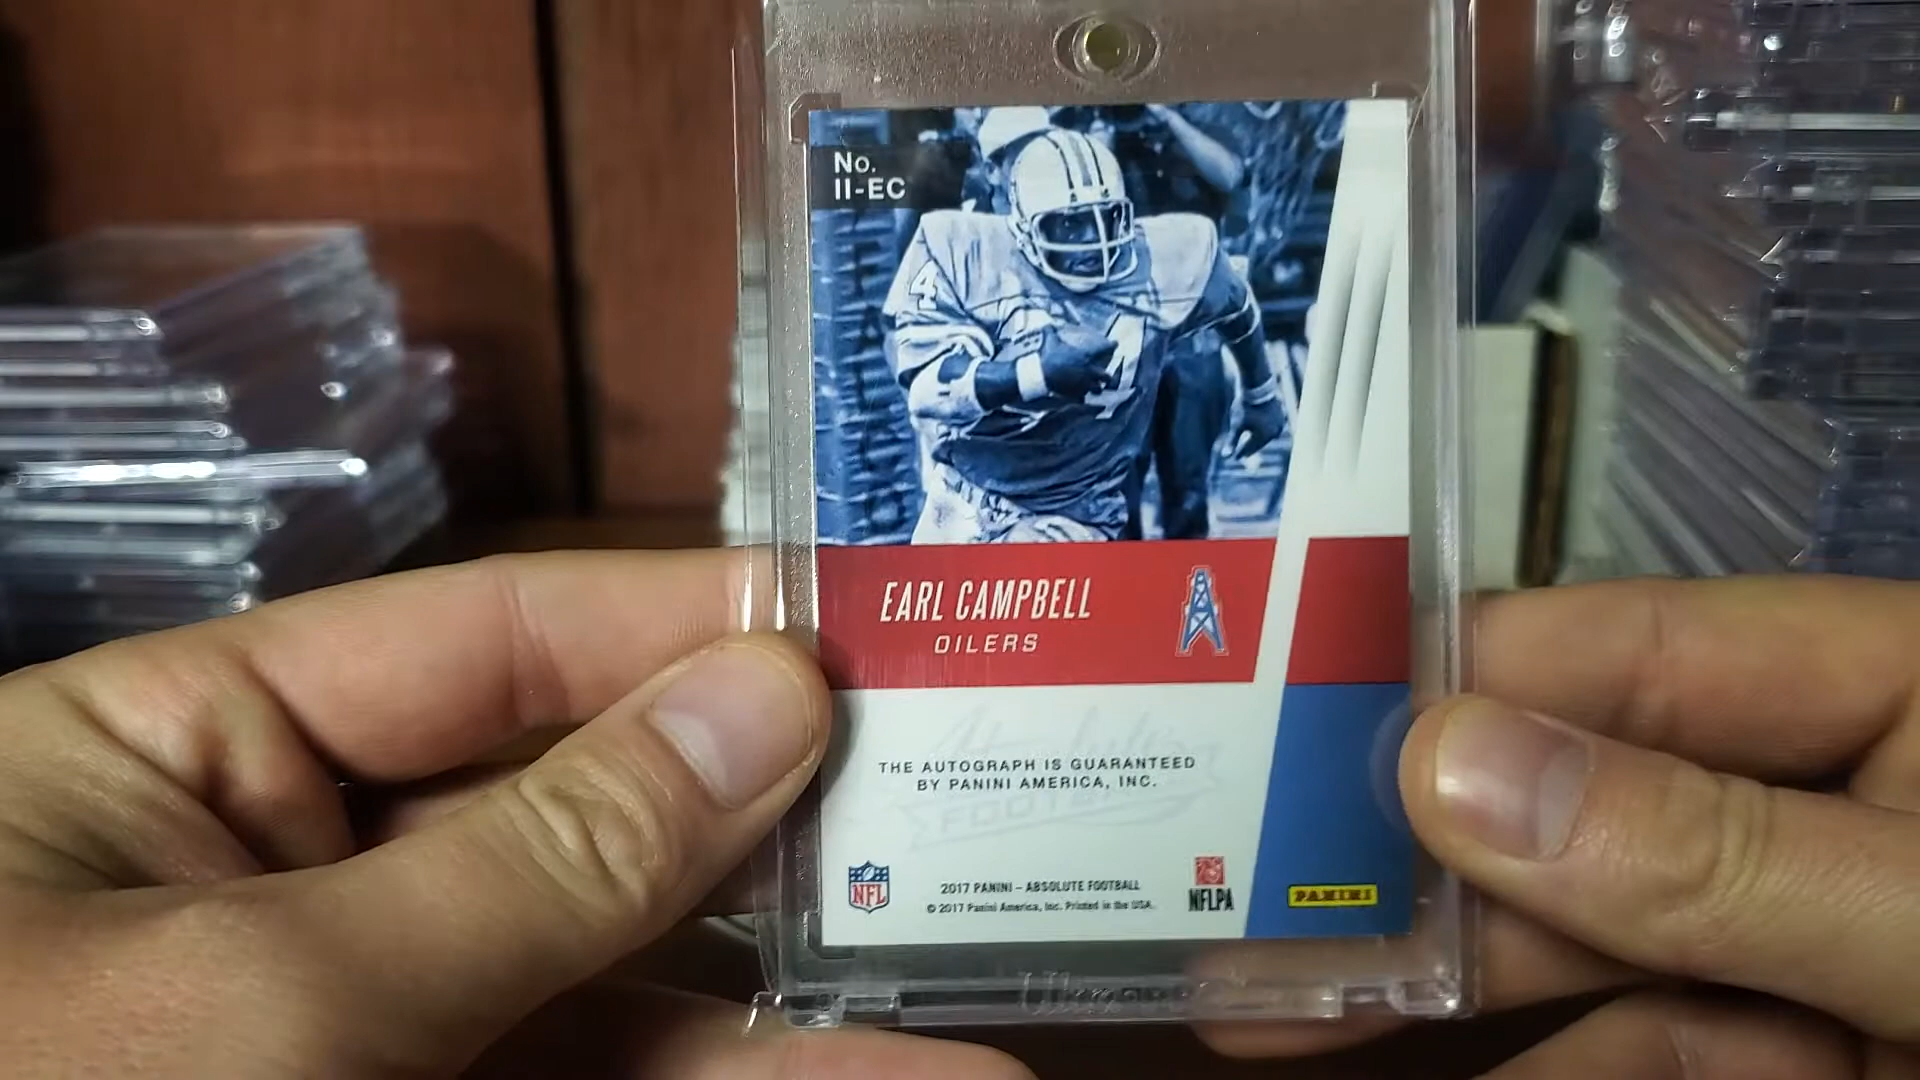 No.
II-EC
EARL CAMPBELL
OILERS
THE AUTOGRAPH IS GUARANTEED
BY PANINI AMERICA, INC.
NFL
2017 PANINI – ABSOLUTE FOOTBALL
© 2017 Panini America, Inc. Printed in the USA.
NFLPA
PANINI